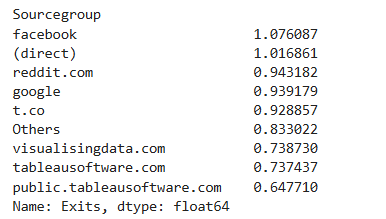 Sourcegroup
facebook 1.076087
(direct) 1.016861
reddit.com 0.943182
google 0.939179
t.co 0.928857
Others 0.833022
visualisingdata.com 0.738730
tableausoftware.com 0.737437
public.tableausoftware.com 0.647710
Name: Exits, dtype: float64